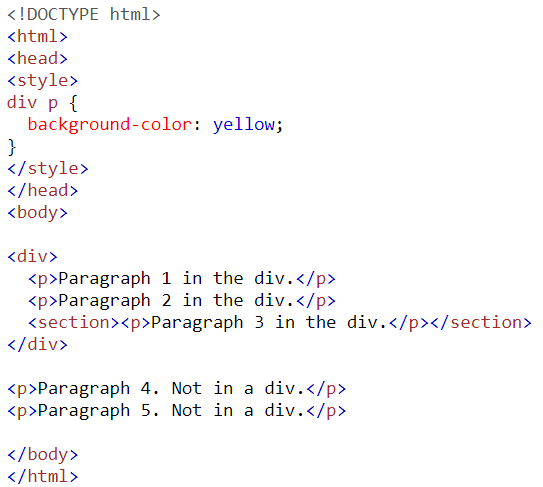 <!DOCTYPE html>
<html>
<head>
<style>
div p {
  background-color: yellow;
}
</style>
</head>
<body>

<div>
  <p>Paragraph 1 in the div.</p>
  <p>Paragraph 2 in the div.</p>
  <section><p>Paragraph 3 in the div.</p></section>
</div>

<p>Paragraph 4. Not in a div.</p>
<p>Paragraph 5. Not in a div.</p>

</body>
</html>